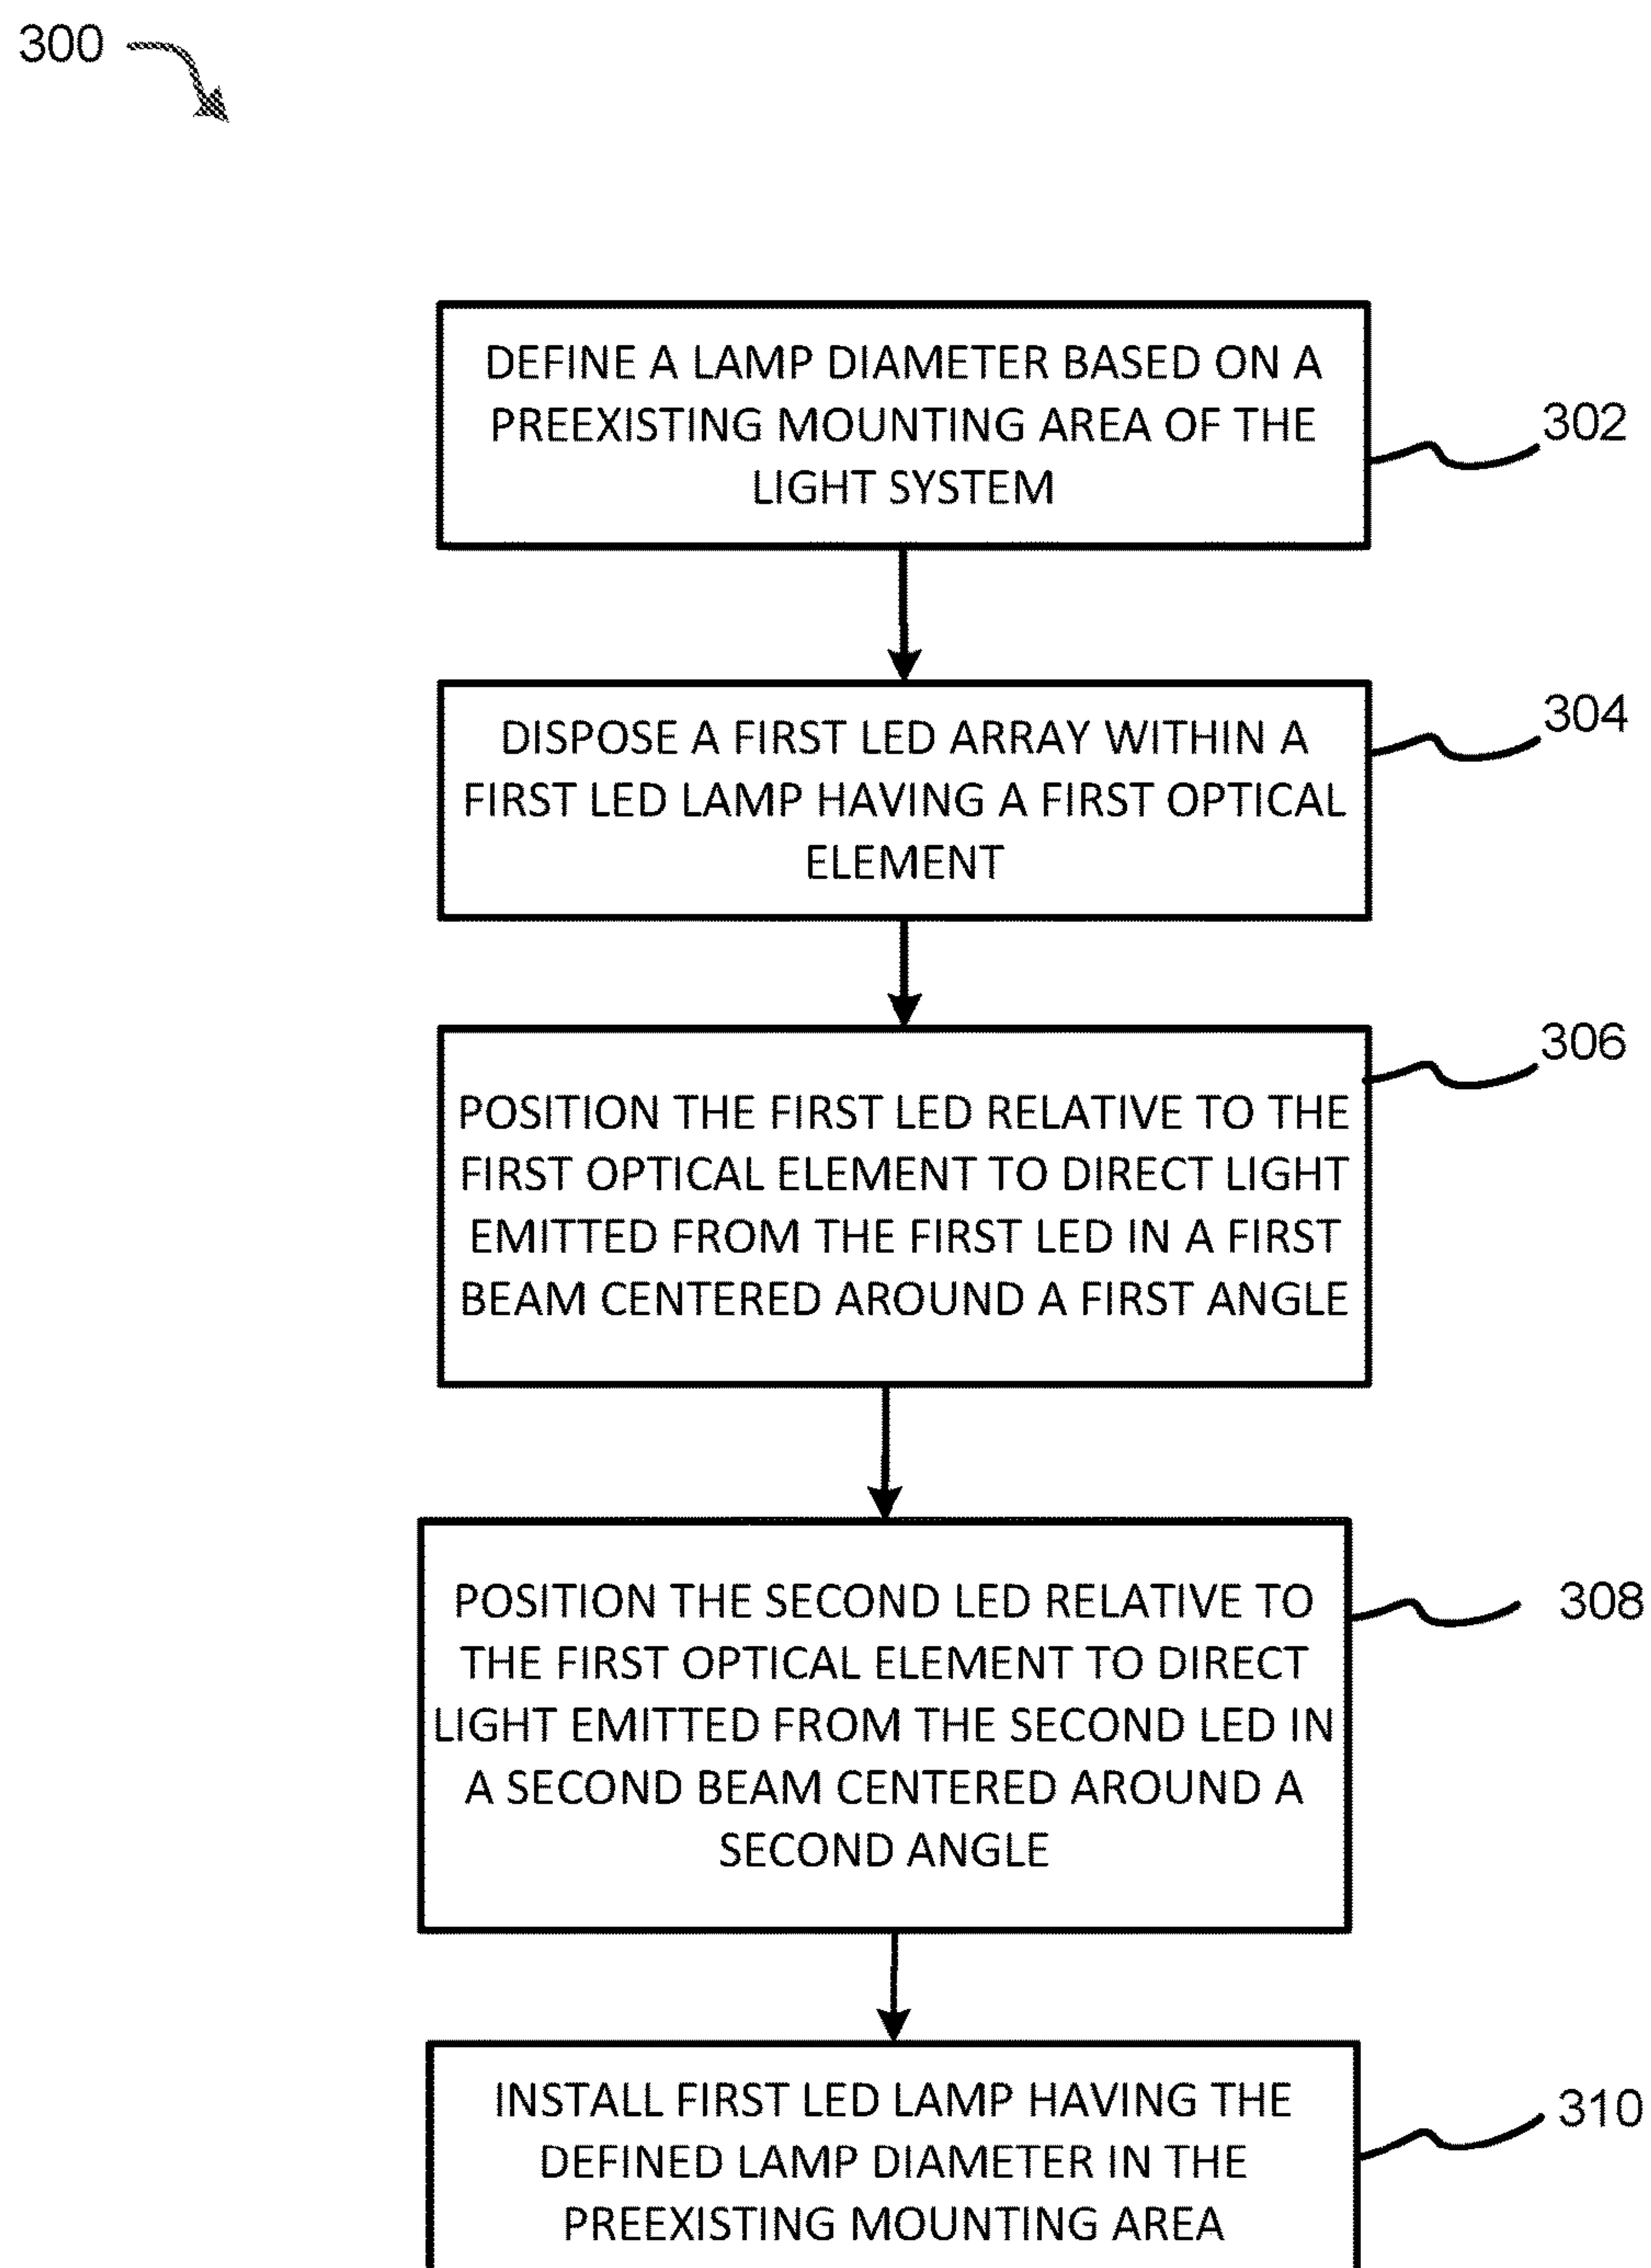 300
DEFINE A LAMP DIAMETER BASED ON A
PREEXISTING MOUNTING AREA OF THE
LIGHT SYSTEM
302
DISPOSE A FIRST LED ARRAY WITHIN A
FIRST LED LAMP HAVING A FIRST OPTICAL
ELEMENT
304
POSITION THE FIRST LED RELATIVE TO THE
FIRST OPTICAL ELEMENT TO DIRECT LIGHT
EMITTED FROM THE FIRST LED IN A FIRST
BEAM CENTERED AROUND A FIRST ANGLE
306
POSITION THE SECOND LED RELATIVE TO
THE FIRST OPTICAL ELEMENT TO DIRECT
LIGHT EMITTED FROM THE SECOND LED IN
A SECOND BEAM CENTERED AROUND A
SECOND ANGLE
308
INSTALL FIRST LED LAMP HAVING THE
DEFINED LAMP DIAMETER IN THE
PREEXISTING MOUNTING AREA
310